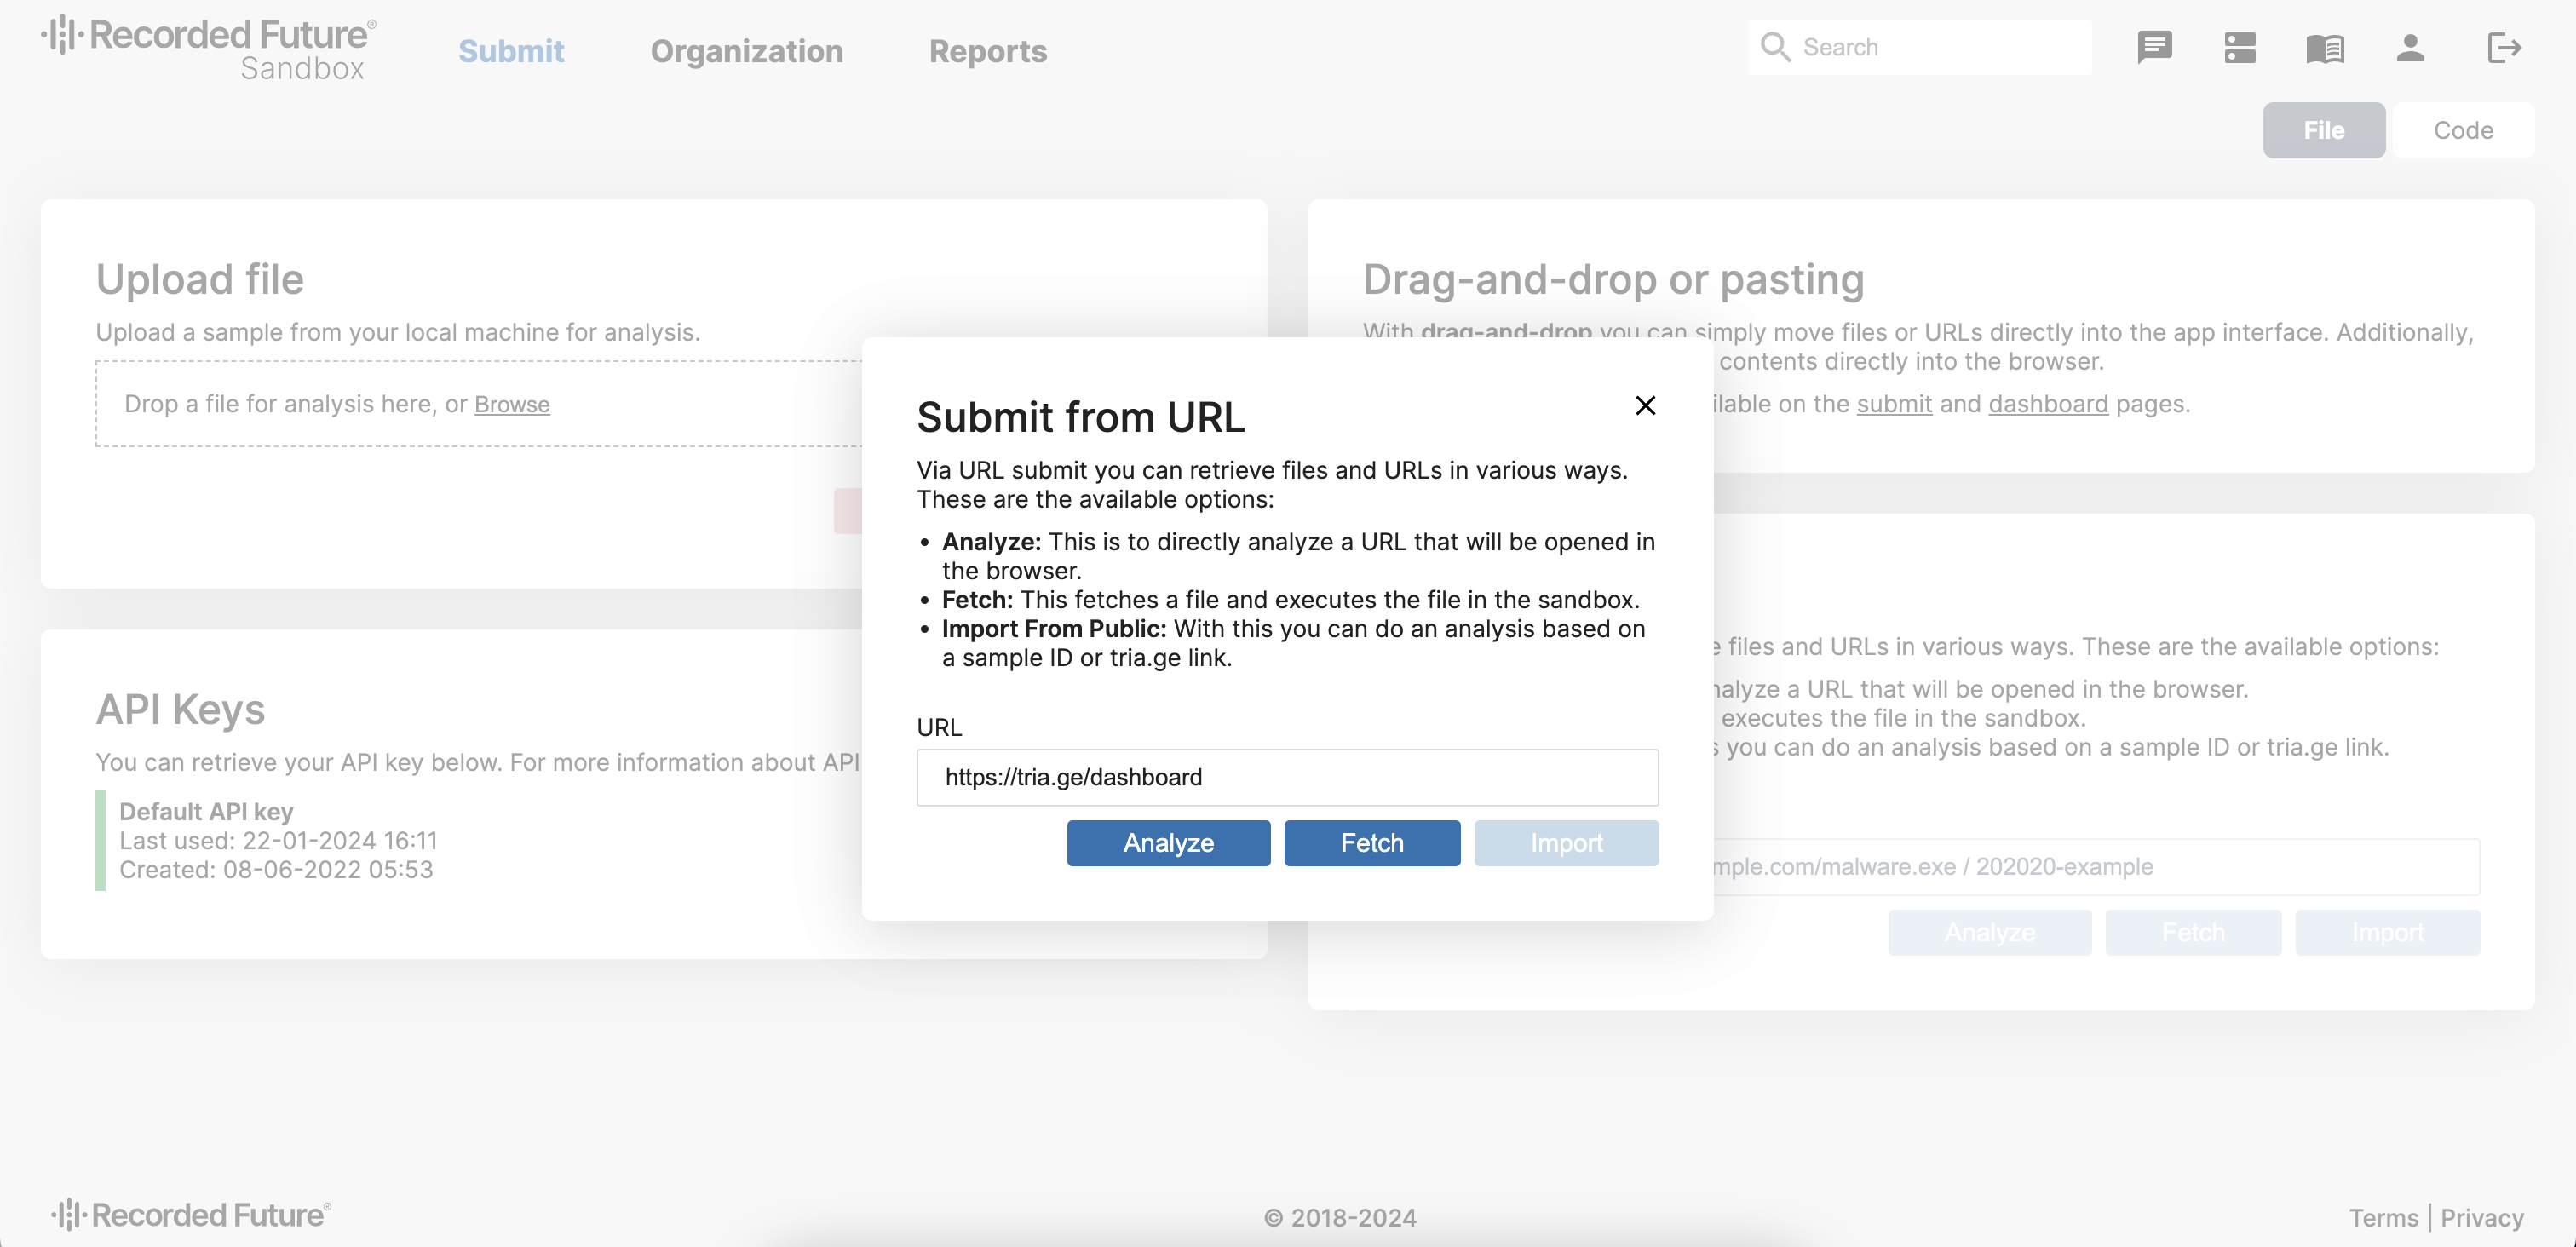 Recorded Future®
Sandbox
Submit
Organization
Reports
Search
File
Code
Upload file
Upload a sample from your local machine for analysis.
Drop a file for analysis here, or Browse
Drag-and-drop or pasting
With drag-and-drop you can simply move files or URLs directly into the app interface. Additionally,
contents directly into the browser.
on the submit and dashboard pages.
Submit from URL
Via URL submit you can retrieve files and URLs in various ways.
These are the available options:
• Analyze: This is to directly analyze a URL that will be opened in
the browser.
• Fetch: This fetches a file and executes the file in the sandbox.
• Import From Public: With this you can do an analysis based on
a sample ID or tria.ge link.
URL
https://tria.ge/dashboard
Analyze
Fetch
Import
API Keys
You can retrieve your API key below. For more information about API
Default API key
Last used: 22-01-2024 16:11
Created: 08-06-2022 05:53
files and URLs in various ways. These are the available options:
a URL that will be opened in the browser.
executes the file in the sandbox.
you can do an analysis based on a sample ID or tria.ge link.
mple.com/malware.exe / 202020-example
Analyze
Fetch
Import
Recorded Future®
© 2018-2024
Terms | Privacy